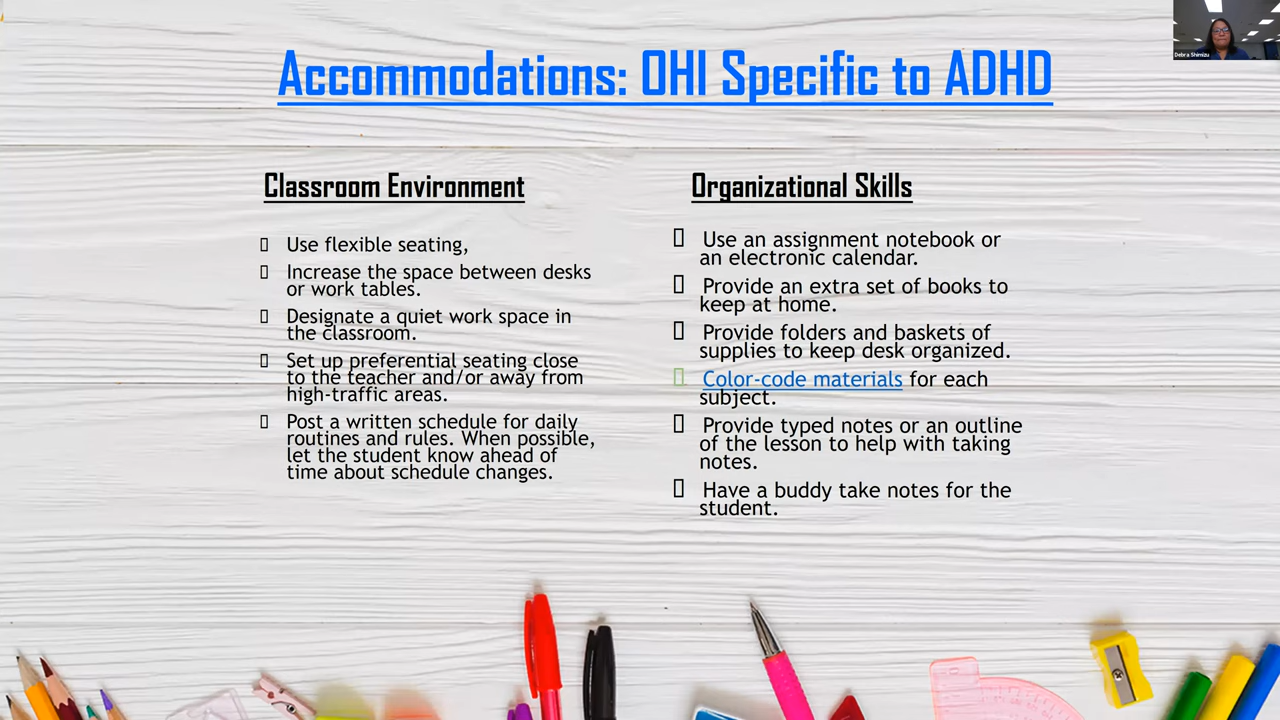 Accommodations: OHI Specific to ADHD
Debra Shimizu
Classroom Environment
Use flexible seating,
Increase the space between desks
or work tables.
Designate a quiet work space in
the classroom.
Set up preferential seating close
to the teacher and/or away from
high-traffic areas.
Post a written schedule for daily
routines and rules. When possible,
let the student know ahead of
time about schedule changes.
Organizational Skills
Use an assignment notebook or
an electronic calendar.
Provide an extra set of books to
keep at home.
Provide folders and baskets of
supplies to keep desk organized.
Color-code materials for each
subject.
Provide typed notes or an outline
of the lesson to help with taking
notes.
Have a buddy take notes for the
student.